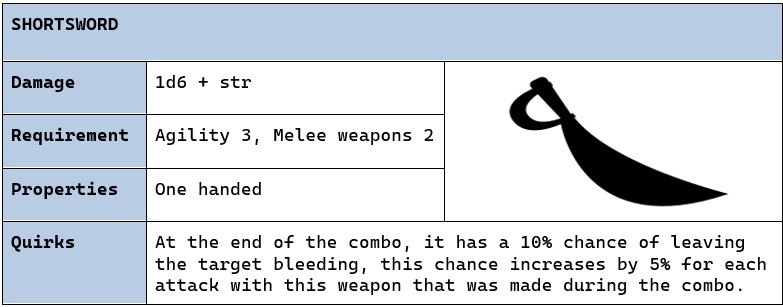 SHORTSWORD
Damage
1d6 + str
Requirement
Agility 3, Melee weapons 2
Properties
One handed
Quirks
At the end of the combo, it has a 10% chance of leaving
the target bleeding, this chance increases by 5% for each
attack with this weapon that was made during the combo.